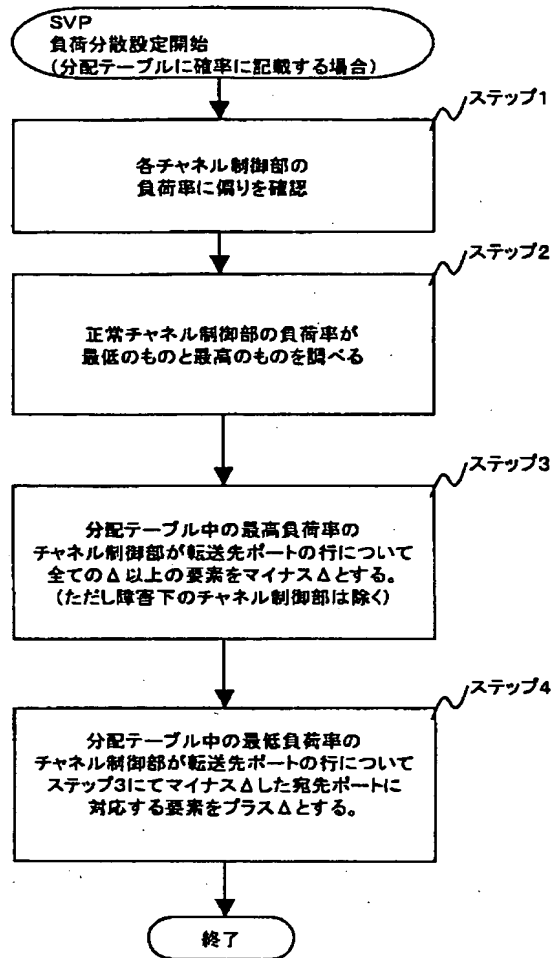 SVP
負荷分散設定開始
(分配テーブルに確率に記載する場合)
ステップ1
各チャネル制御部の
負荷率に偏りを確認
ステップ2
正常チャネル制御部の負荷率が
最低のものと最高のものを調べる
ステップ3
分配テーブル中の最高負荷率の
チャネル制御部が転送先ポートの行について
全てのΔ以上の要素をマイナスΔとする。
(ただし障害下のチャネル制御部は除く)
ステップ4
分配テーブル中の最低負荷率の
チャネル制御部が転送先ポートの行について
ステップ3にてマイナスΔした宛先ポートに
対応する要素をプラスΔとする。
終了